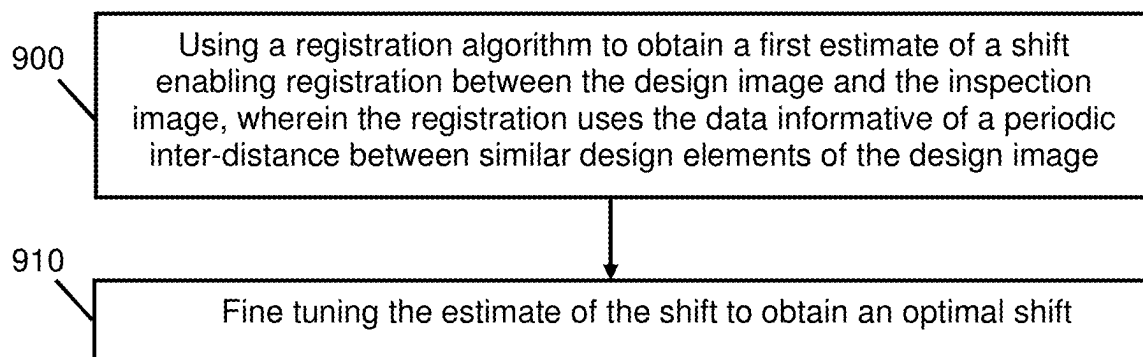 900
Using a registration algorithm to obtain a first estimate of a shift
enabling registration between the design image and the inspection
image, wherein the registration uses the data informative of a periodic
inter-distance between similar design elements of the design image
910
Fine tuning the estimate of the shift to obtain an optimal shift